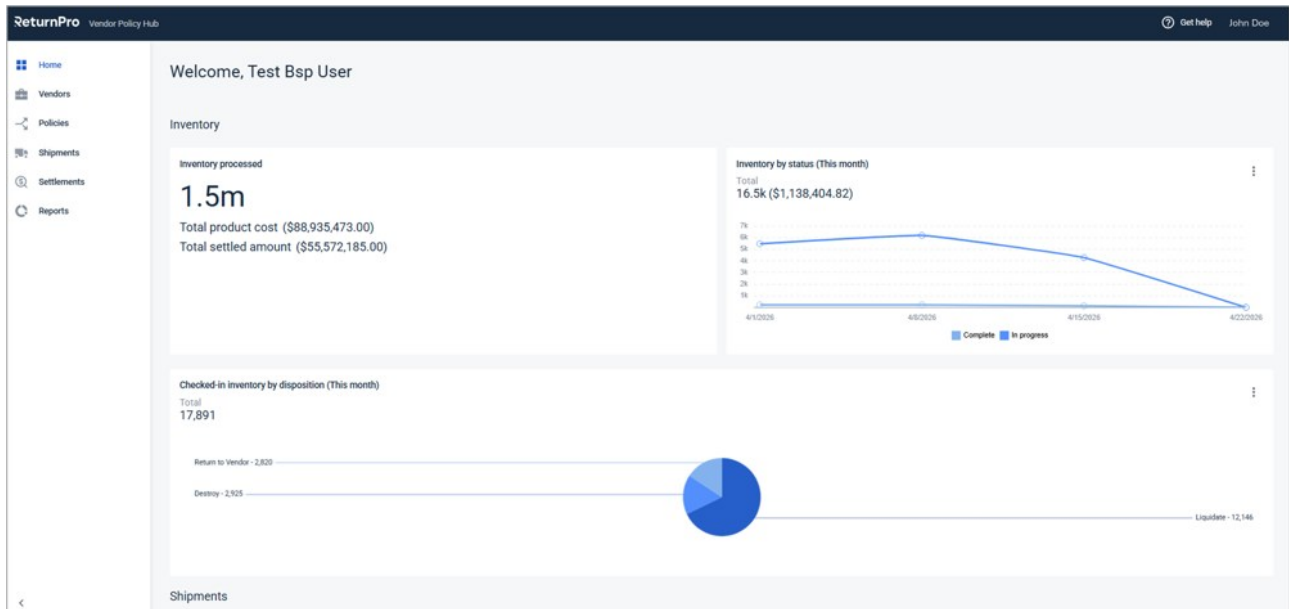 ReturnPro Vendor Policy Hub
Get help John Doe
Home
Vendors
Policies
Shipments
Settlements
Reports
Welcome, Test Bsp User
Inventory
Inventory processed
1.5m
Total product cost ($88,935,473.00)
Total settled amount ($55,572,185.00)
Inventory by status (This month)
Total
16.5k ($1,138,404.82)
7k
6k
5k
4k
3k
2k
1k
4/1/2026 4/8/2026 4/15/2026 4/22/2026
Complete In progress
Checked-in inventory by disposition (This month)
Total
17,891
Return to Vendor - 2,820
Destroy - 2,925
Liquidate - 12,146
Shipments